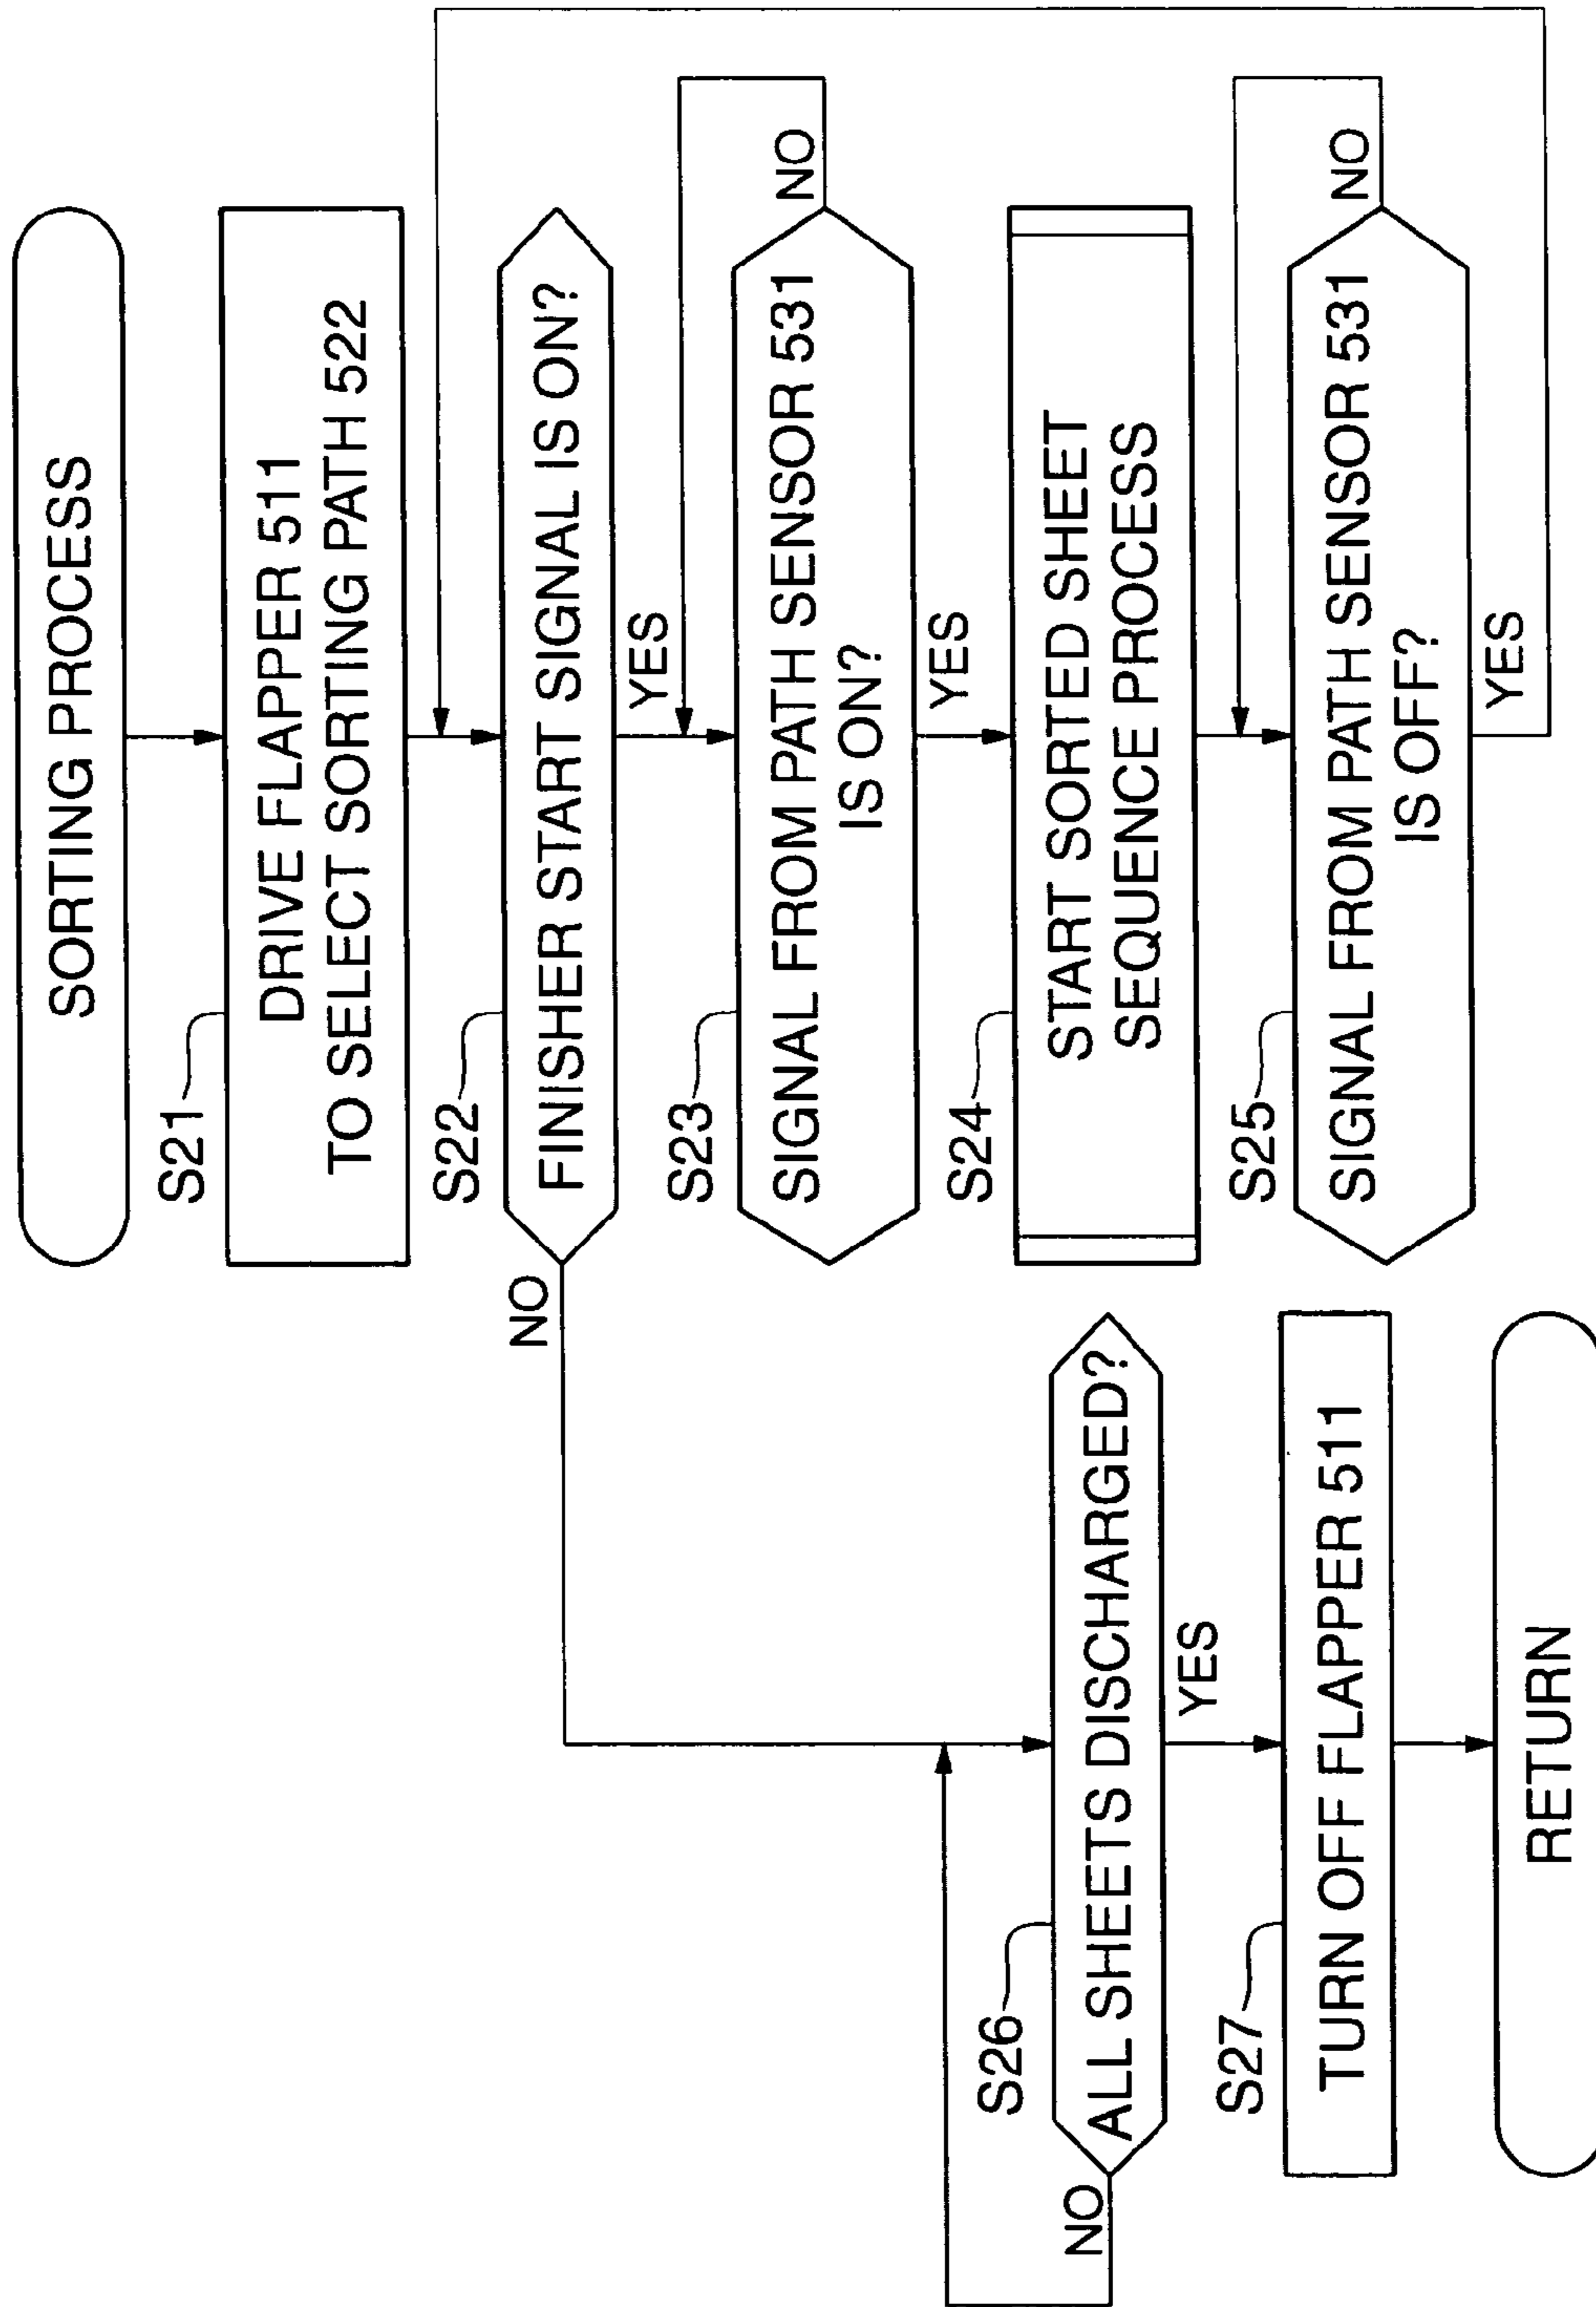 SORTING PROCESS
S21
DRIVE FLAPPER 511
TO SELECT SORTING PATH 522
S22
FINISHER START SIGNAL IS ON?
NO
YES
S23
SIGNAL FROM PATH SENSOR 531
IS ON?
NO
YES
S24
START SORTED SHEET
SEQUENCE PROCESS
S25
SIGNAL FROM PATH SENSOR 531
IS OFF?
NO
YES
S26
ALL SHEETS DISCHARGED?
NO
YES
S27
TURN OFF FLAPPER 511
RETURN